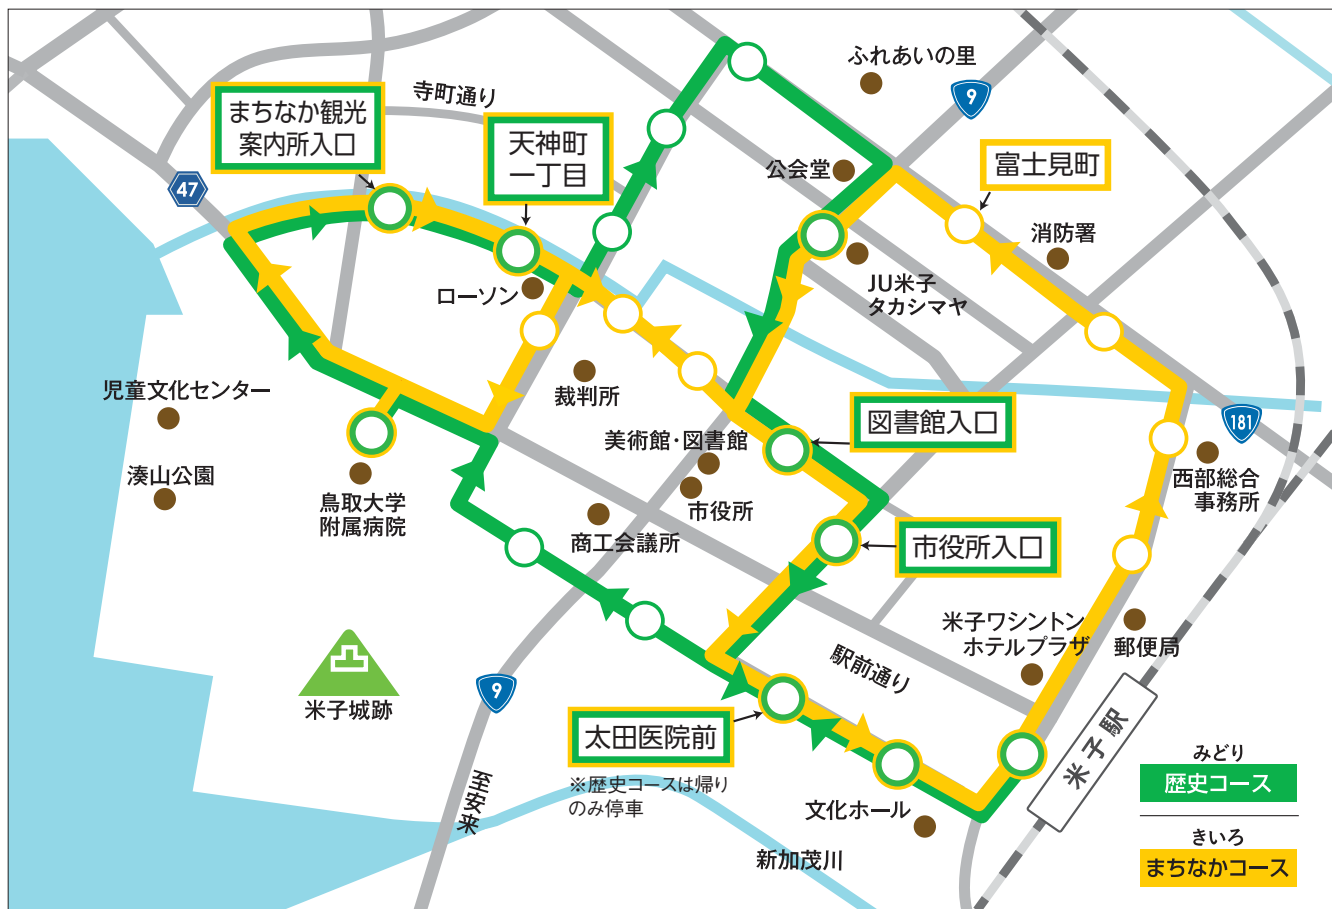 ふれあいの里
9
寺町通り
まちなか観光
案内所入口
天神町
一丁目
公会堂
富士見町
47
消防署
ローソン
JU米子
タカシマヤ
児童文化センター
裁判所
図書館入口
181
美術館・図書館
湊山公園
鳥取大学
附属病院
市役所
西部総合
事務所
商工会議所
市役所入口
米子ワシントン
ホテルプラザ
郵便局
駅前通り
米子城跡
9
太田医院前
※歴史コースは帰り
のみ停車
米子駅
至安来
文化ホール
新加茂川
みどり
歴史コース
きいろ
まちなかコース